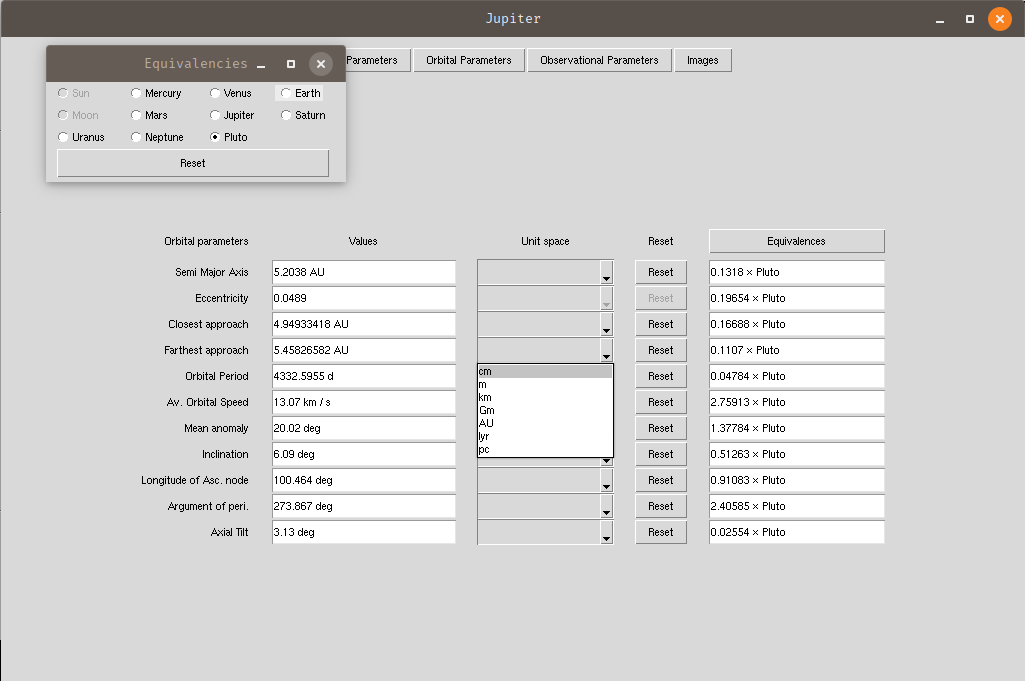 Jupiter
Equivalencies
Parameters Orbital Parameters Observational Parameters Images
Sun Mercury Venus Earth
Moon Mars Jupiter Saturn
Uranus Neptune Pluto
Reset
Orbital parameters Values Unit space Reset Equivalences
Semi Major Axis 5.2038 AU Reset 0.1318 × Pluto
Eccentricity 0.0489 Reset 0.19654 × Pluto
Closest approach 4.94933418 AU Reset 0.16688 × Pluto
Farthest approach 5.45826582 AU Reset 0.1107 × Pluto
Orbital Period 4332.5955 d cm Reset 0.04784 × Pluto
m
Av. Orbital Speed 13.07 km / s km Reset 2.75913 × Pluto
Gm
Mean anomaly 20.02 deg AU Reset 1.37784 × Pluto
lyr
Inclination 6.09 deg pc Reset 0.51263 × Pluto
Longitude of Asc. node 100.464 deg Reset 0.91083 × Pluto
Argument of peri. 273.867 deg Reset 2.40585 × Pluto
Axial Tilt 3.13 deg Reset 0.02554 × Pluto